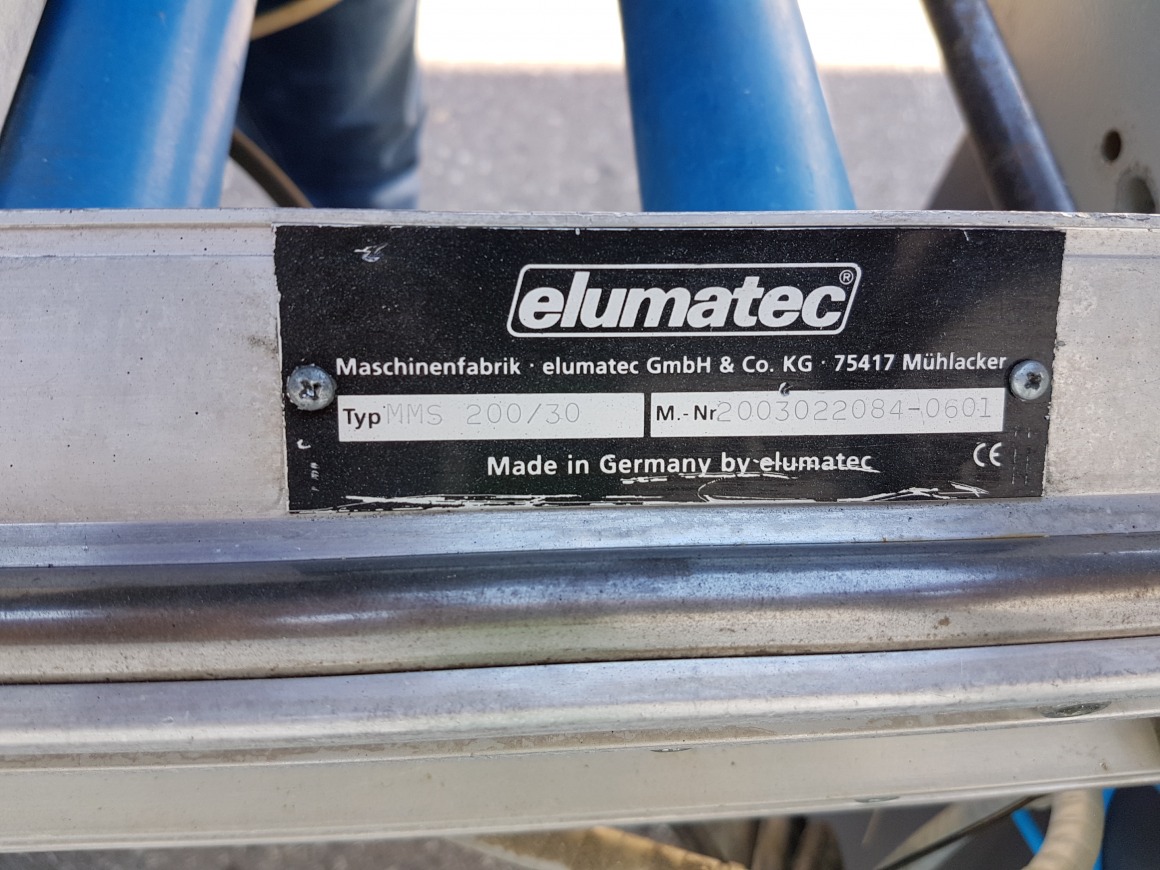 elumatec®
Maschinenfabrik · elumatec GmbH & Co. KG · 75417 Mühlacker
Typ MMS 200/30 M.-Nr 2003022084-0601
Made in Germany by elumatec CE